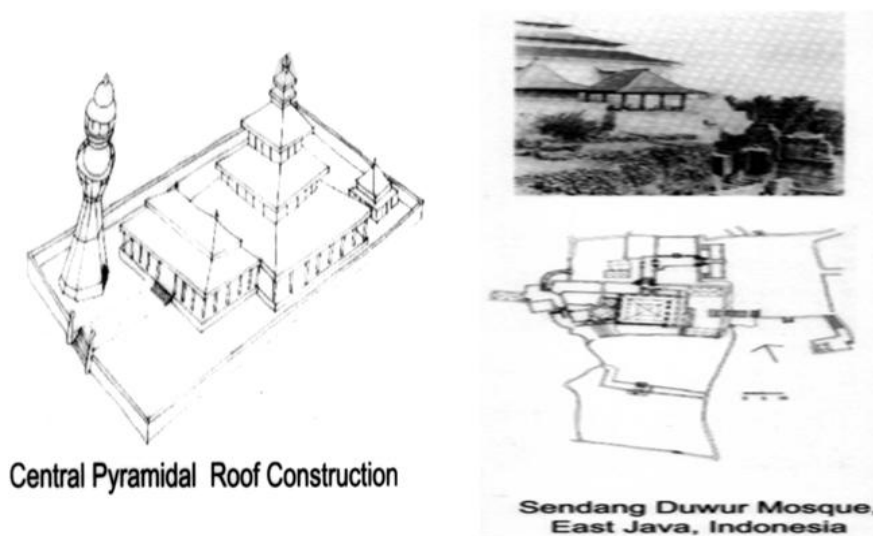 Central Pyramidal Roof Construction
Sendang Duwur Mosque,
East Java, Indonesia